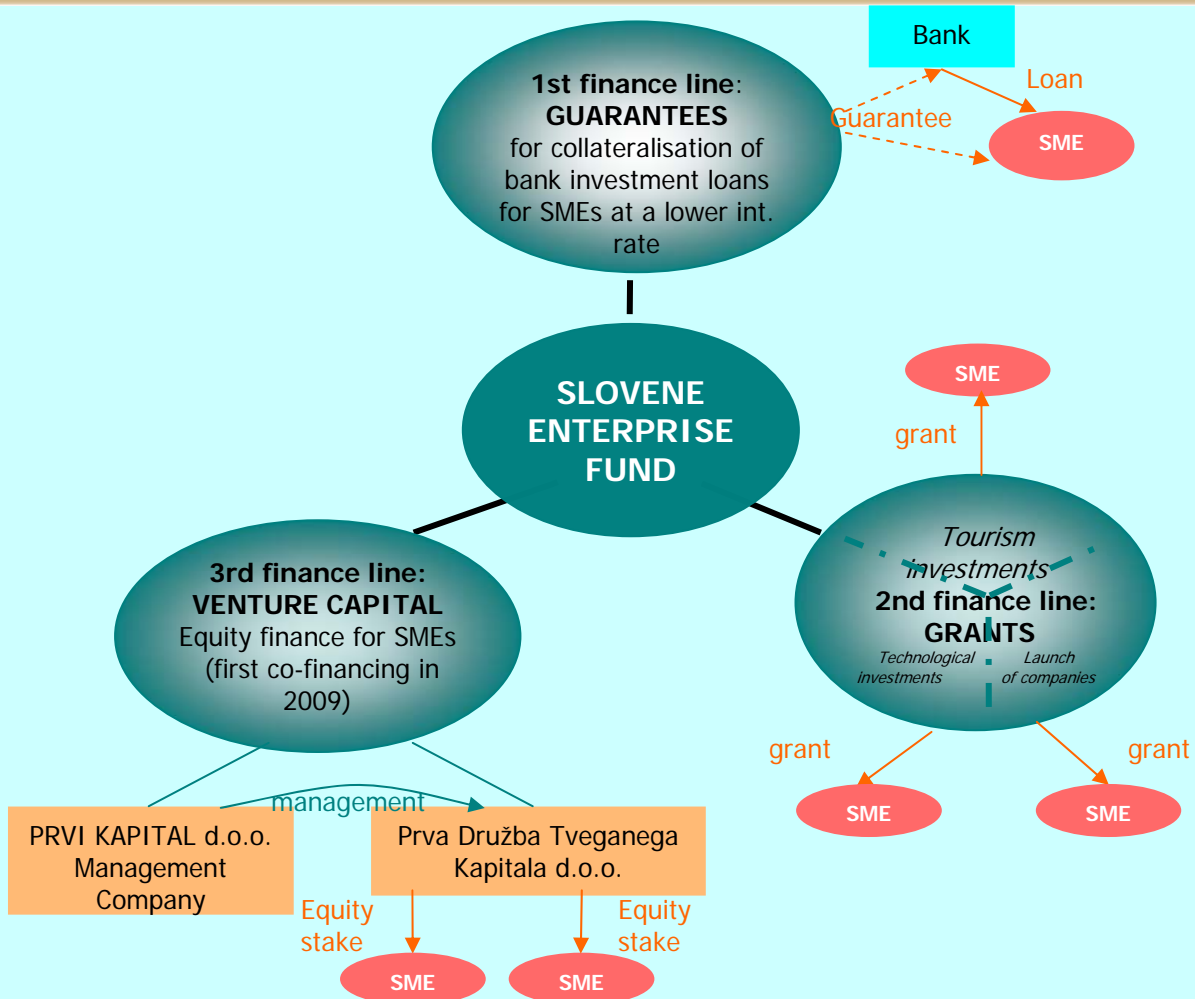 Bank
1st finance line:
GUARANTEES
for collateralisation of
bank investment loans
for SMEs at a lower int.
rate
Loan
Guarantee
SME
SLOVENE
ENTERPRISE
FUND
SME
grant
Tourism
investments
2nd finance line:
GRANTS
Technological
investments
Launch
of companies
grant
grant
SME
SME
3rd finance line:
VENTURE CAPITAL
Equity finance for SMEs
(first co-financing in
2009)
management
PRVI KAPITAL d.o.o.
Management
Company
Prva Družba Tveganega
Kapitala d.o.o.
Equity
stake
Equity
stake
SME
SME